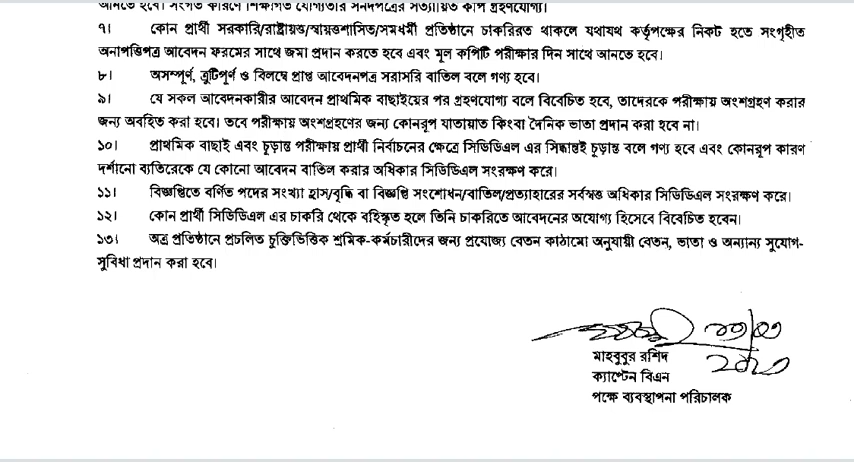 আনতে হবে। সংগত কারণে শিক্ষাগত যোগ্যতার সনদপত্রের সত্যায়িত কপি গ্রহণযোগ্য।
৭। কোন প্রার্থী সরকারি/রাষ্ট্রায়ত্ত/স্বায়ত্তশাসিত/সমধর্মী প্রতিষ্ঠানে চাকরিরত থাকলে যথাযথ কর্তৃপক্ষের নিকট হতে সংগৃহীত
অনাপত্তিপত্র আবেদন ফরমের সাথে জমা প্রদান করতে হবে এবং মূল কপিটি পরীক্ষার দিন সাথে আনতে হবে।
৮। অসম্পূর্ণ, ত্রুটিপূর্ণ ও বিলম্বে প্রাপ্ত আবেদনপত্র সরাসরি বাতিল বলে গণ্য হবে।
৯। যে সকল আবেদনকারীর আবেদন প্রাথমিক বাছাইয়ের পর গ্রহণযোগ্য বলে বিবেচিত হবে, তাদেরকে পরীক্ষায় অংশগ্রহণ করার
জন্য অবহিত করা হবে। তবে পরীক্ষায় অংশগ্রহণের জন্য কোনরূপ যাতায়াত কিংবা দৈনিক ভাতা প্রদান করা হবে না।
১০। প্রাথমিক বাছাই এবং চূড়ান্ত পরীক্ষায় প্রার্থী নির্বাচনের ক্ষেত্রে সিডিডিএল এর সিদ্ধান্তই চূড়ান্ত বলে গণ্য হবে এবং কোনরূপ কারণ
দর্শানো ব্যতিরেকে যে কোনো আবেদন বাতিল করার অধিকার সিডিডিএল সংরক্ষণ করে।
১১। বিজ্ঞপ্তিতে বর্ণিত পদের সংখ্যা হ্রাস/বৃদ্ধি বা বিজ্ঞপ্তি সংশোধন/বাতিল/প্রত্যাহারের সর্বস্বত্ত অধিকার সিডিডিএল সংরক্ষণ করে।
১২। কোন প্রার্থী সিডিডিএল এর চাকরি থেকে বহিস্কৃত হলে তিনি চাকরিতে আবেদনের অযোগ্য হিসেবে বিবেচিত হবেন।
১৩। অত্র প্রতিষ্ঠানে প্রচলিত চুক্তিভিত্তিক শ্রমিক-কর্মচারীদের জন্য প্রযোজ্য বেতন কাঠামো অনুযায়ী বেতন, ভাতা ও অন্যান্য সুযোগ-
সুবিধা প্রদান করা হবে।
মাহবুবুর রশিদ
ক্যাপ্টেন বিএন
পক্ষে ব্যবস্থাপনা পরিচালক